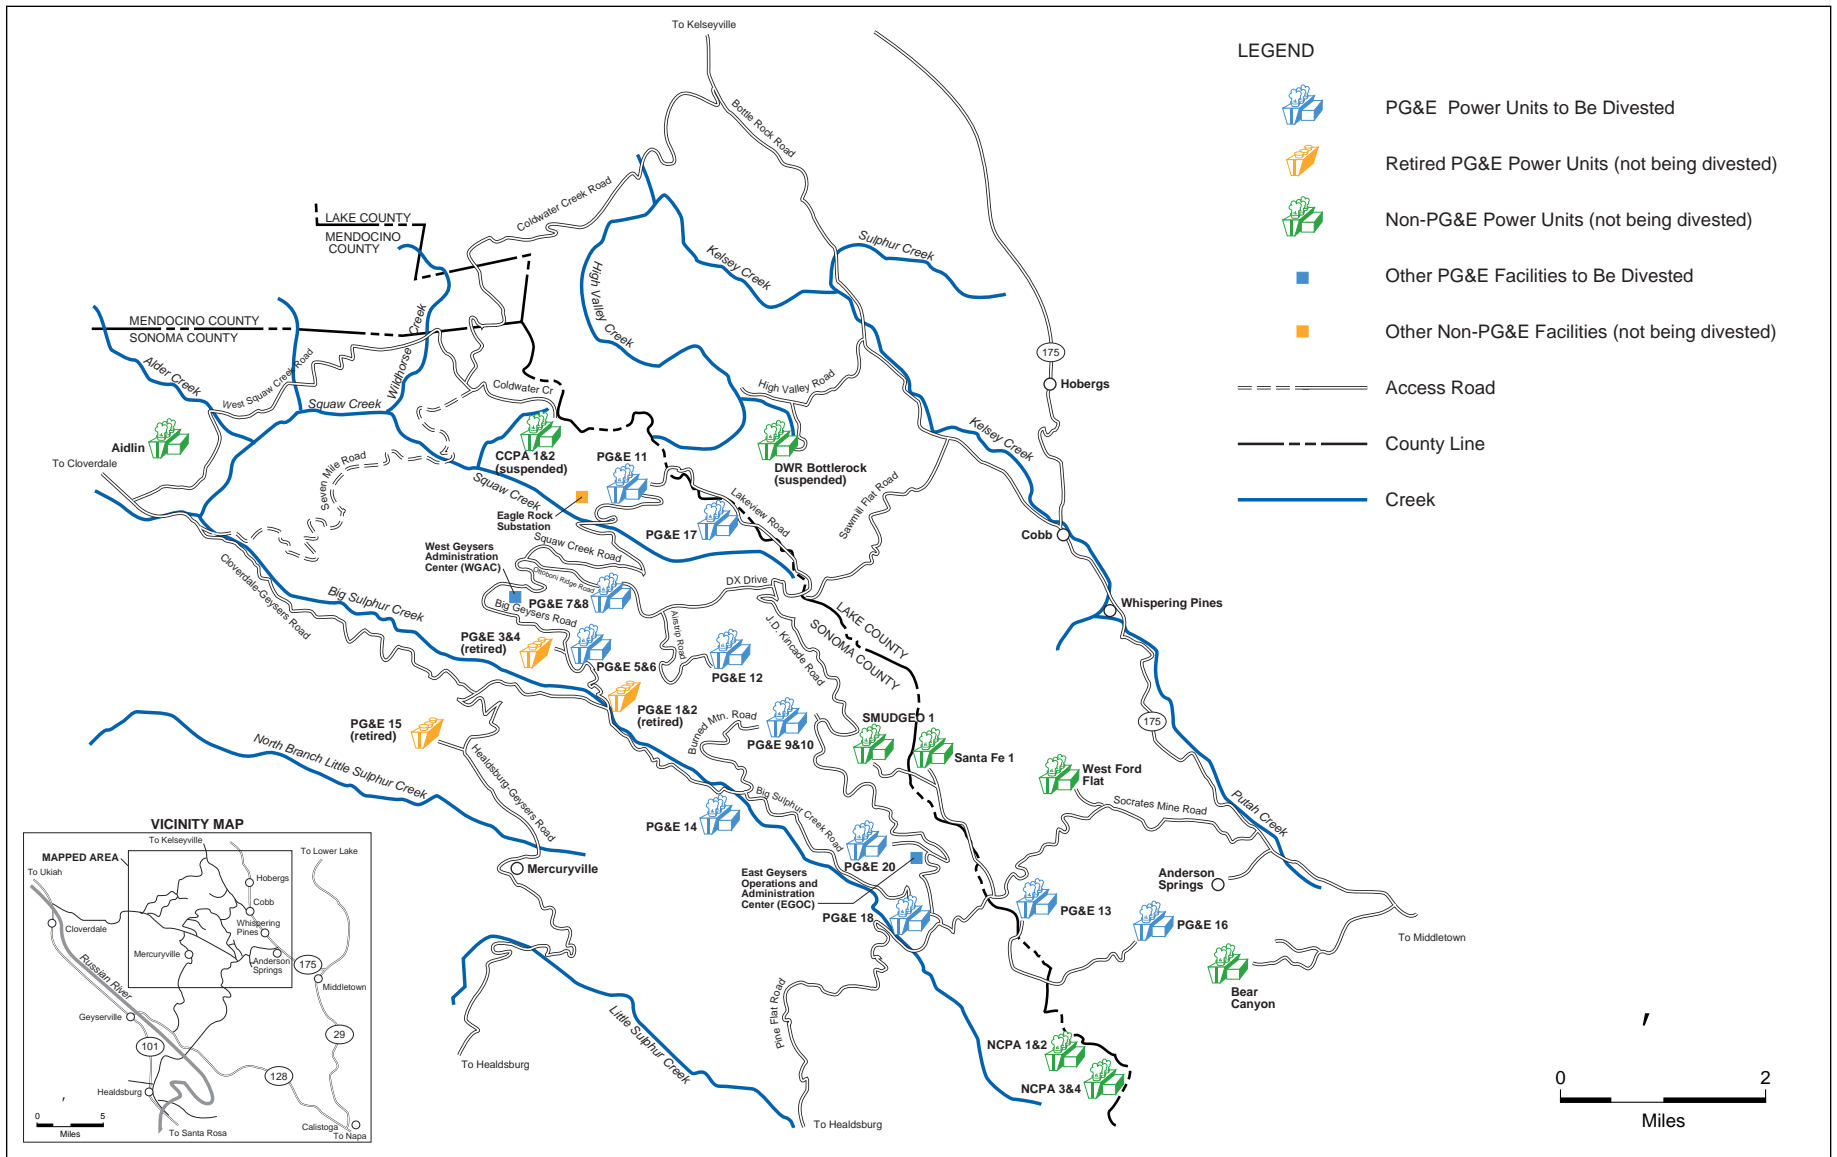 To Kelseyville
Bottle Rock Road
Coldwater Creek Road
LAKE COUNTY
MENDOCINO
COUNTY
Kelsey Creek
Sulphur Creek
High Valley Creek
MENDOCINO COUNTY
SONOMA COUNTY
Wildhorse Creek
Alder Creek
West Squaw Creek Road
Squaw Creek
Coldwater Cr
High Valley Road
175
Hobergs
Kelsey Creek
Aidlin
To Cloverdale
Seven Mile Road
CCPA 1&2
(suspended)
PG&E 11
DWR Bottlerock
(suspended)
Squaw Creek
Eagle Rock
Substation
PG&E 17
Lakeview Road
Sawmill Flat Road
Cobb
Squaw Creek Road
West Geysers
Administration
Center (WGAC)
Ottoboni Ridge Road
PG&E 7&8
DX Drive
Cloverdale-Geysers Road
Big Sulphur Creek
Big Geysers Road
Airstrip Road
J.D. Kincade Road
LAKE COUNTY
SONOMA COUNTY
Whispering Pines
PG&E 3&4
(retired)
PG&E 5&6
PG&E 12
PG&E 1&2
(retired)
PG&E 15
(retired)
Burned Mtn. Road
PG&E 9&10
SMUDGEO 1
Santa Fe 1
175
West Ford
Flat
North Branch Little Sulphur Creek
Healdsburg-Geysers Road
Big Sulphur Creek Road
Socrates Mine Road
Putah Creek
PG&E 14
PG&E 20
Mercuryville
East Geysers
Operations and
Administration
Center (EGOC)
Anderson
Springs
PG&E 18
PG&E 13
PG&E 16
To Middletown
Bear
Canyon
Pine Flat Road
Little Sulphur Creek
To Healdsburg
NCPA 1&2
NCPA 3&4
To Healdsburg
LEGEND
PG&E Power Units to Be Divested
Retired PG&E Power Units (not being divested)
Non-PG&E Power Units (not being divested)
Other PG&E Facilities to Be Divested
Other Non-PG&E Facilities (not being divested)
Access Road
County Line
Creek
0 2
Miles
VICINITY MAP
To Kelseyville
MAPPED AREA
To Lower Lake
To Ukiah
Hobergs
Cobb
Cloverdale
Whispering
Pines
Mercuryville
Anderson
Springs
175
Russian River
Middletown
Geyserville
29
101
128
Healdsburg
0 5
Miles
To Santa Rosa
Calistoga
To Napa